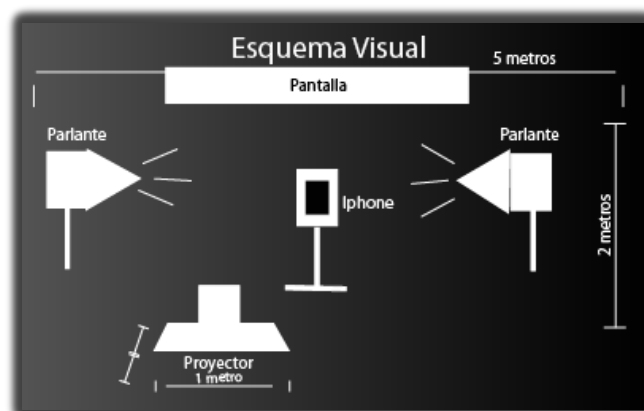 Esquema Visual
5 metros
Pantalla
Parlante
Parlante
Iphone
2 metros
Proyector
1 metro